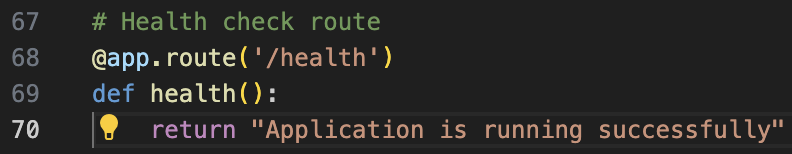 67 # Health check route
68 @app.route('/health')
69 def health():
70 return "Application is running successfully"